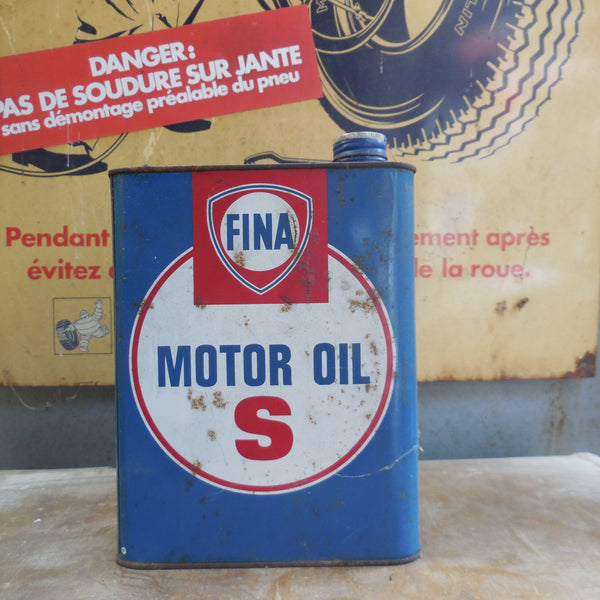 DANGER:
PAS DE SOUDURE SUR JANTE
sans démontage préalable du pneu
Pendant
ement après
évitez
de la roue.
FINA
MOTOR OIL
S